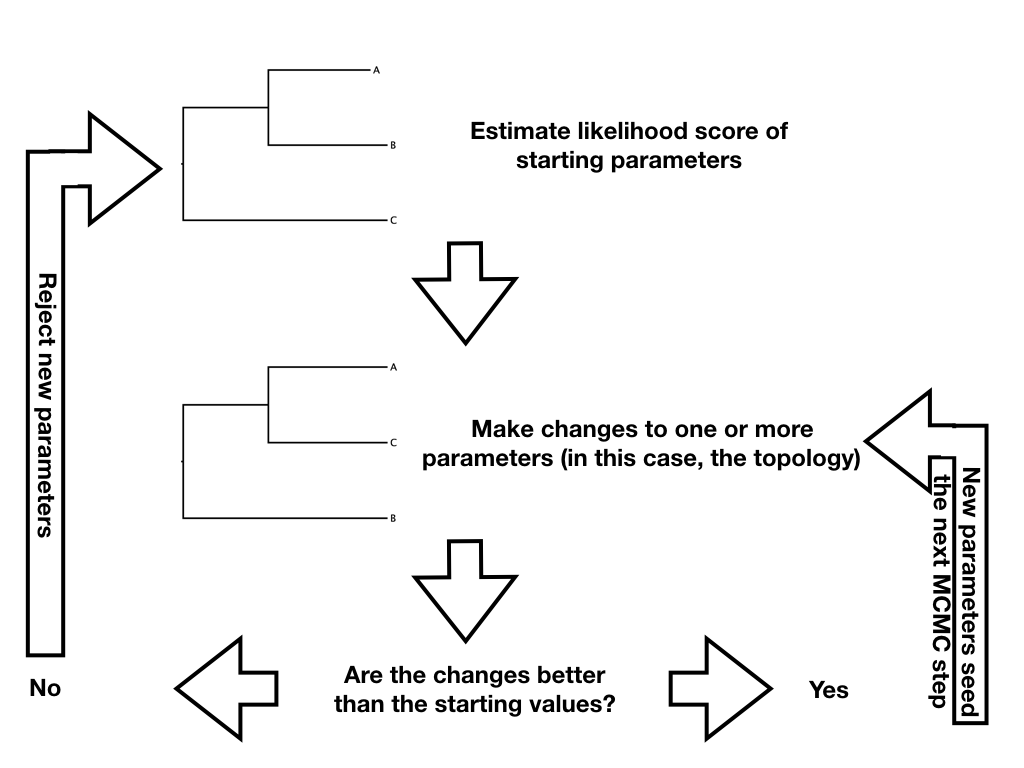 A
B
C
Estimate likelihood score of
starting parameters
Reject new parameters
A
C
B
Make changes to one or more
parameters (in this case, the topology)
New parameters seed
the next MCMC step
No
Are the changes better
than the starting values?
Yes